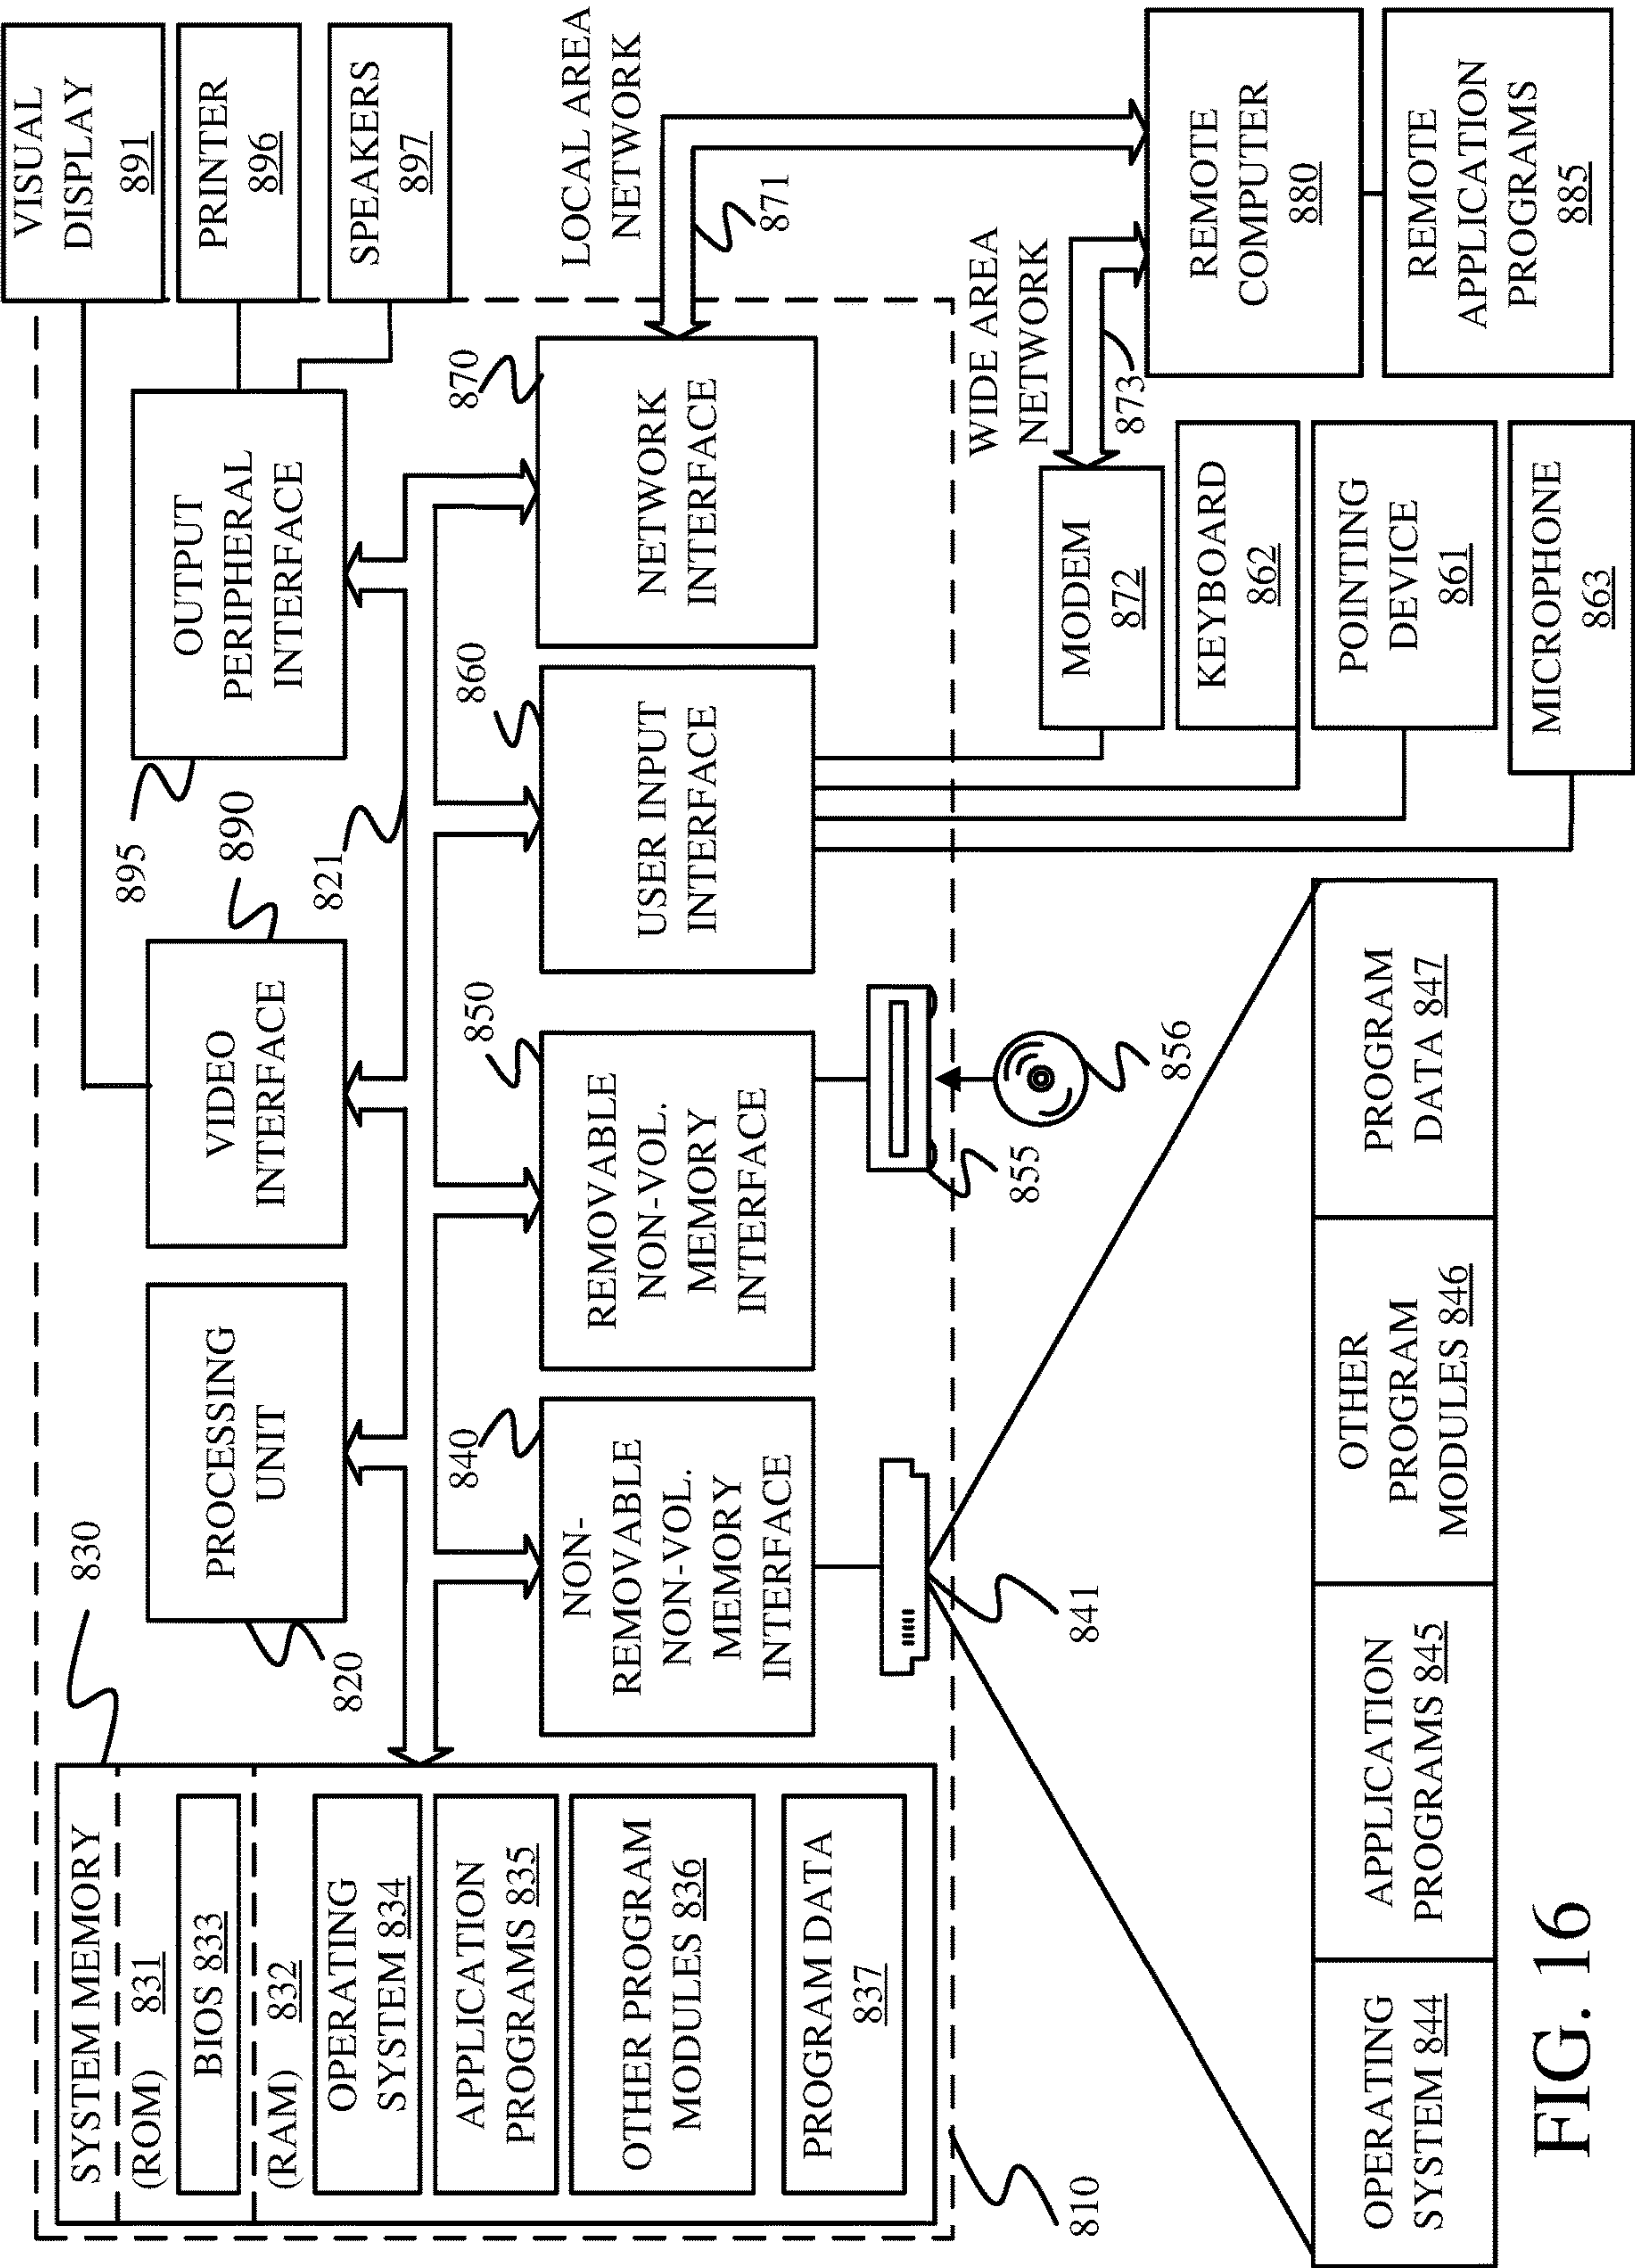 SYSTEM MEMORY
(ROM) 831
BIOS 833
(RAM) 832
OPERATING
SYSTEM 834
APPLICATION
PROGRAMS 835
OTHER PROGRAM
MODULES 836
PROGRAM DATA
837
810
830
820
PROCESSING
UNIT
VIDEO
INTERFACE
890
821
895
OUTPUT
PERIPHERAL
INTERFACE
VISUAL
DISPLAY
891
PRINTER
896
SPEAKERS
897
840
NON-
REMOVABLE
NON-VOL.
MEMORY
INTERFACE
850
REMOVABLE
NON-VOL.
MEMORY
INTERFACE
860
USER INPUT
INTERFACE
870
NETWORK
INTERFACE
LOCAL AREA
NETWORK
871
WIDE AREA
NETWORK
873
841
855
856
MODEM
872
KEYBOARD
862
POINTING
DEVICE
861
MICROPHONE
863
REMOTE
COMPUTER
880
REMOTE
APPLICATION
PROGRAMS
885
OPERATING
SYSTEM 844
APPLICATION
PROGRAMS 845
OTHER
PROGRAM
MODULES 846
PROGRAM
DATA 847
FIG. 16